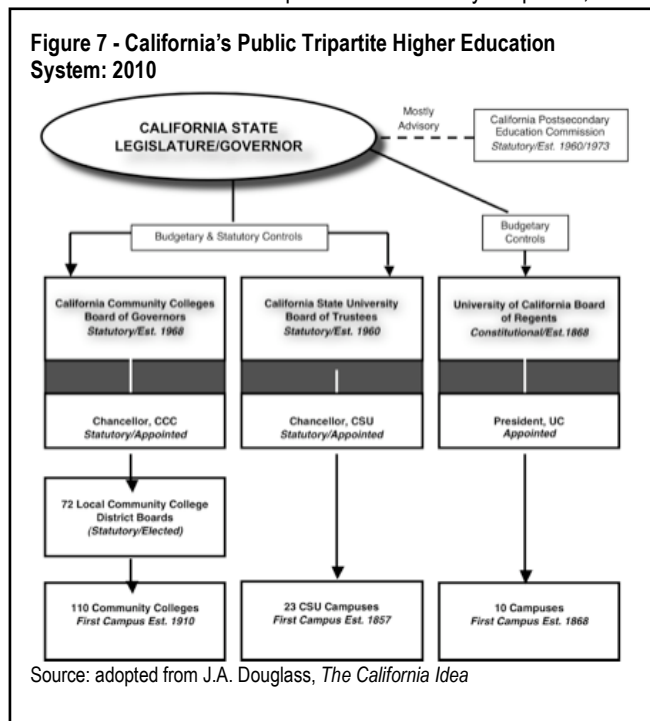 Figure 7 - California's Public Tripartite Higher Education
System: 2010
CALIFORNIA STATE
LEGISLATURE/GOVERNOR
Mostly
Advisory
California Postsecondary
Education Commission
Statutory/Est. 1960/1973
Budgetary & Statutory Controls
Budgetary
Controls
California Community Colleges
Board of Governors
Statutory/Est. 1968
California State University
Board of Trustees
Statutory/Est. 1960
University of California Board
of Regents
Constitutional/Est.1868
Chancellor, CCC
Statutory/Appointed
Chancellor, CSU
Statutory/Appointed
President, UC
Appointed
72 Local Community College
District Boards
(Statutory/Elected)
110 Community Colleges
First Campus Est. 1910
23 CSU Campuses
First Campus Est. 1857
10 Campuses
First Campus Est. 1868
Source: adopted from J.A. Douglass, The California Idea